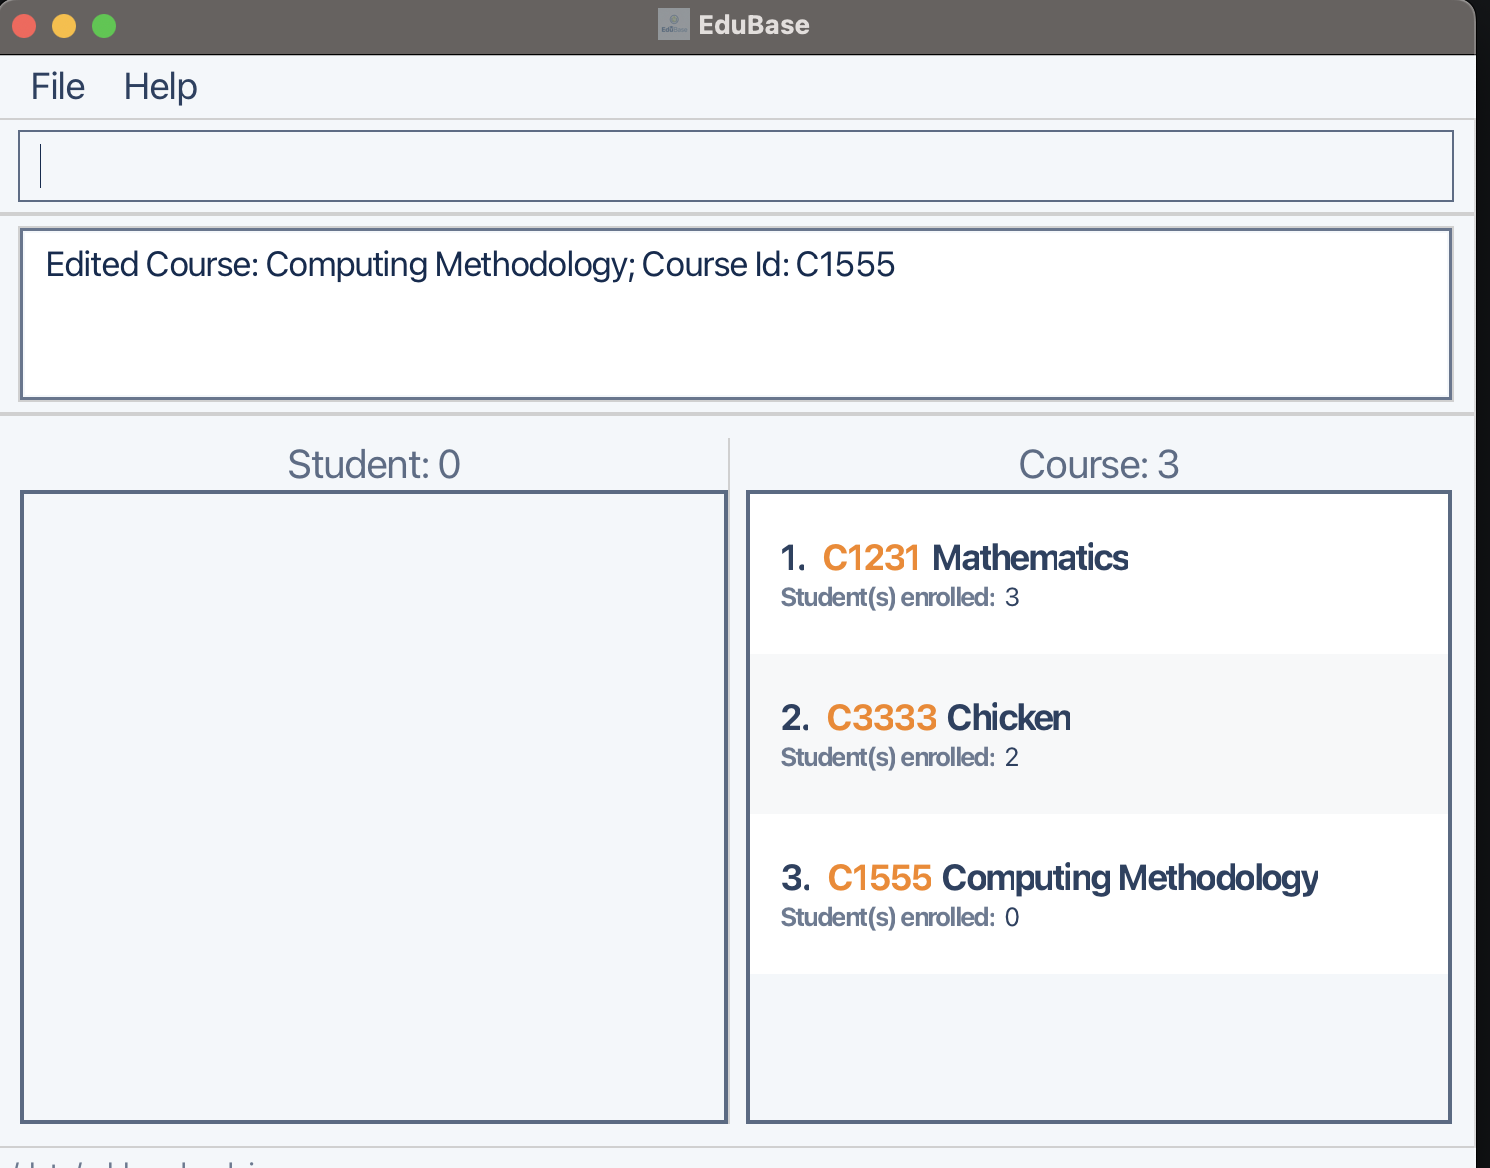 EduBase
File Help
Edited Course: Computing Methodology; Course Id: C1555
Student: 0
Course: 3
1. C1231 Mathematics
Student(s) enrolled: 3
2. C3333 Chicken
Student(s) enrolled: 2
3. C1555 Computing Methodology
Student(s) enrolled: 0